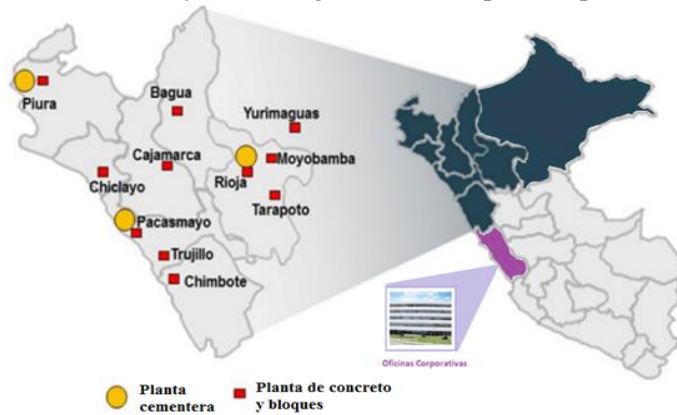 Piura
Bagua
Yurimaguas
Cajamarca
Moyobamba
Chiclayo
Rioja
Tarapoto
Pacasmayo
Trujillo
Chimbote
Oficinas Corporativas
Planta
cementera
Planta de concreto
y bloques